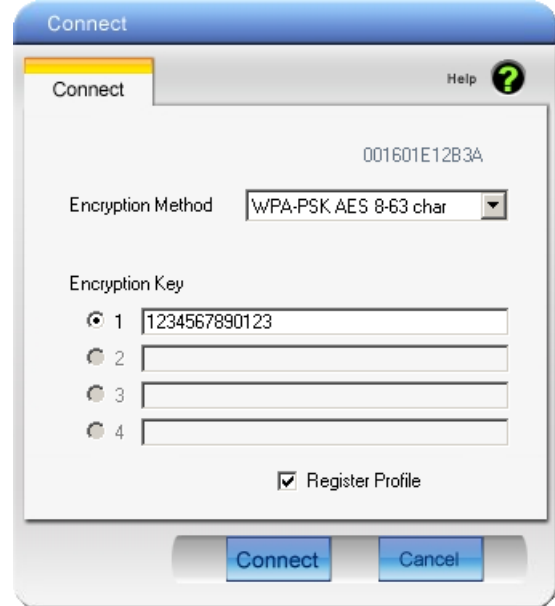 Connect
Connect
Help ?
001601E12B3A
Encryption Method WPA-PSK AES 8-63 char
Encryption Key
1 1234567890123
2
3
4
Register Profile
Connect Cancel